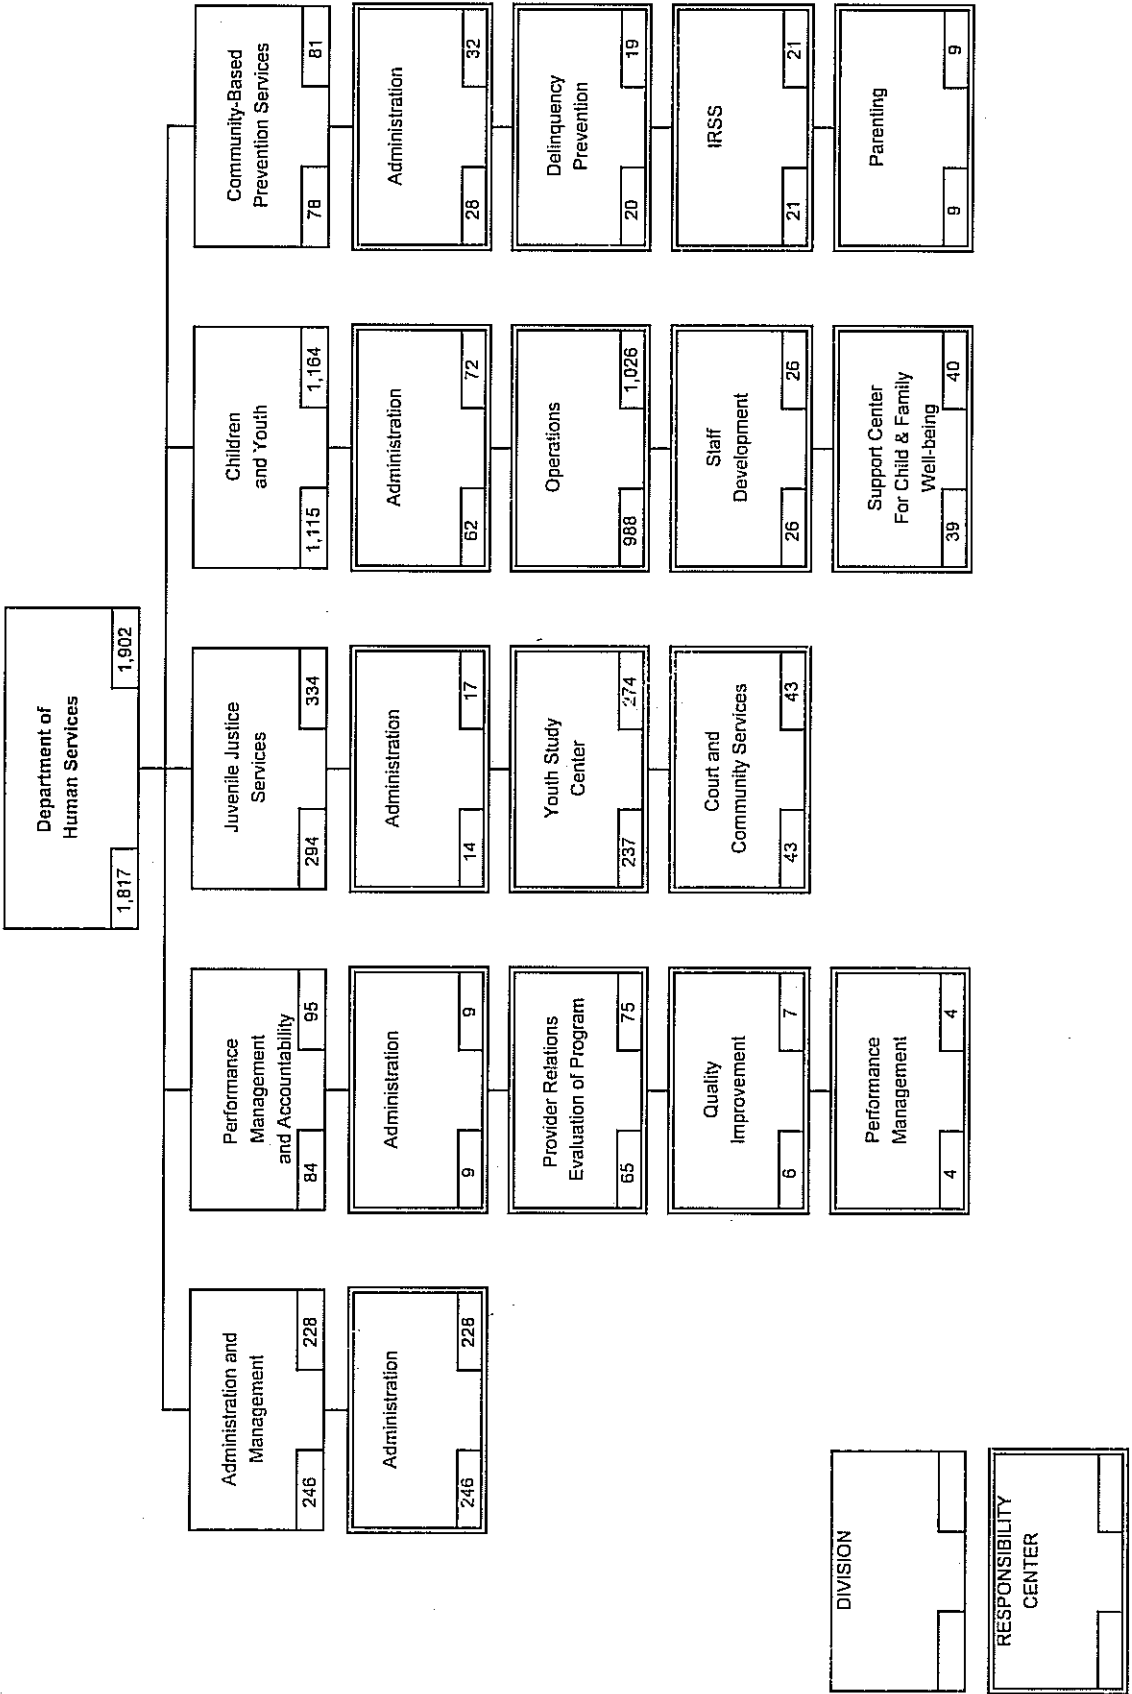 Department of
Human Services
1,817
1,902
Administration and
Management
246
228
Administration
246
228
Performance
Management
and Accountability
84
95
Administration
9
9
Provider Relations
Evaluation of Program
65
75
Quality
Improvement
6
7
Performance
Management
4
4
Juvenile Justice
Services
294
334
Administration
14
17
Youth Study
Center
237
274
Court and
Community Services
43
43
Children
and Youth
1,115
1,164
Administration
62
72
Operations
988
1,026
Staff
Development
26
26
Support Center
For Child & Family
Well-being
39
40
Community-Based
Prevention Services
78
81
Administration
28
32
Delinquency
Prevention
20
19
IRSS
21
21
Parenting
9
9
DIVISION
RESPONSIBILITY
CENTER